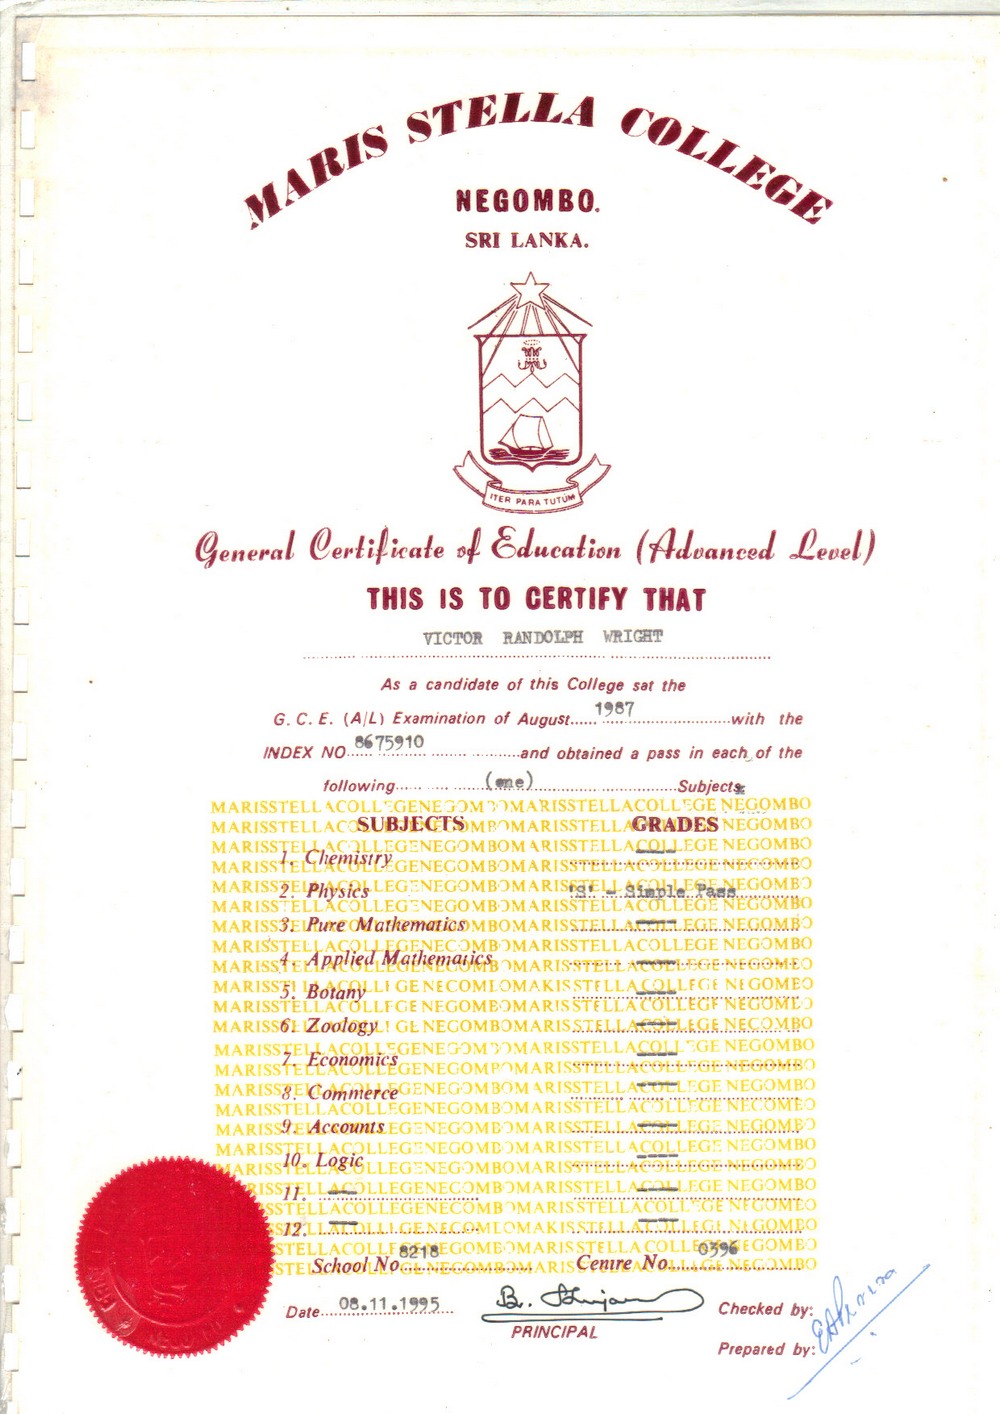 MARIS STELLA COLLEGE
NEGOMBO.
SRI LANKA.
ITER PARA TUTUM
General Certificate of Education (Advanced Level)
THIS IS TO CERTIFY THAT
VICTOR RANDOLPH WRIGHT
As a candidate of this College sat the
G. C. E. (A/L) Examination of August......1987......with the
INDEX NO. 8675910 ......and obtained a pass in each of the
following......(one)......Subjects
SUBJECTS GRADES
1. Chemistry —
2. Physics 'S' - Simple Pass
3. Pure Mathematics —
4. Applied Mathematics —
5. Botany —
6. Zoology —
7. Economics —
8. Commerce —
9. Accounts —
10. Logic —
11. — —
12. — —
School No. 8218 Centre No. 0396
Date 08.11.1995 Checked by:
PRINCIPAL
Prepared by: